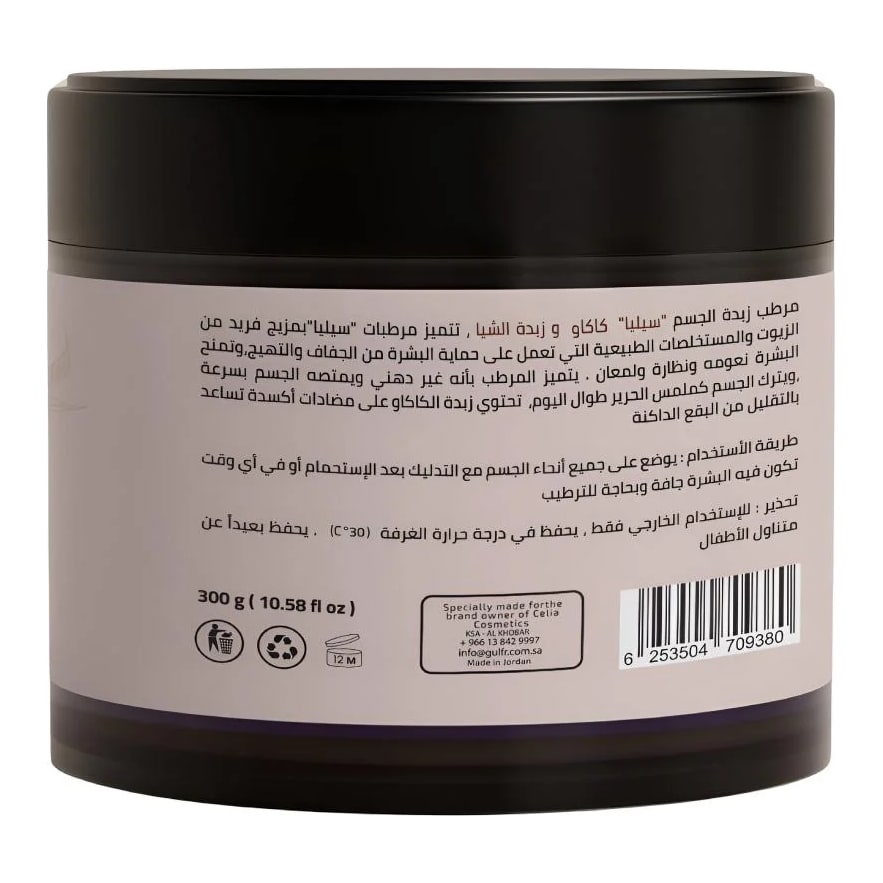 مرطب زبدة الجسم "سيليا" كاكاو و زبدة الشيا , تتميز مرطبات "سيليا"بمزيج فريد من
الزيوت والمستخلصات الطبيعية التي تعمل على حماية البشرة من الجفاف والتهيج,وتمنح
البشرة نعومه ونظارة ولمعان . يتميز المرطب بأنه غير دهني ويمتصه الجسم بسرعة
,ويترك الجسم كملمس الحرير طوال اليوم, تحتوي زبدة الكاكاو على مضادات أكسدة تساعد
بالتقليل من البقع الداكنة
طريقة الأستخدام : يوضع على جميع أنحاء الجسم مع التدليك بعد الإستحمام أو في أي وقت
تكون فيه البشرة جافة وبحاجة للترطيب
تحذير : للإستخدام الخارجي فقط , يحفظ في درجة حرارة الغرفة (30°C) , يحفظ بعيداً عن
متناول الأطفال
300 g ( 10.58 fl oz )
12 M
Specially made forthe
brand owner of Celia
Cosmetics
KSA - AL KHOBAR
+ 966 13 842 9997
info@gulfr.com.sa
Made in Jordan
6 253504 709380